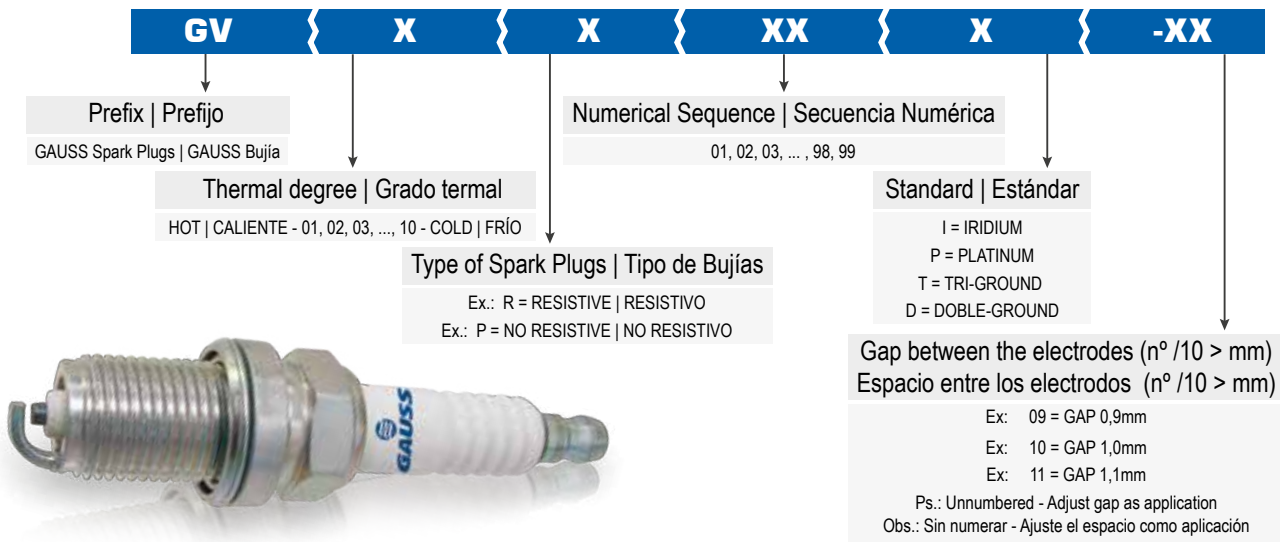 GV X X XX X -XX
Prefix | Prefijo
GAUSS Spark Plugs | GAUSS Bujía
Thermal degree | Grado termal
HOT | CALIENTE - 01, 02, 03, ..., 10 - COLD | FRÍO
Type of Spark Plugs | Tipo de Bujías
Ex.: R = RESISTIVE | RESISTIVO
Ex.: P = NO RESISTIVE | NO RESISTIVO
Numerical Sequence | Secuencia Numérica
01, 02, 03, ... , 98, 99
Standard | Estándar
I = IRIDIUM
P = PLATINUM
T = TRI-GROUND
D = DOBLE-GROUND
Gap between the electrodes (nº /10 > mm)
Espacio entre los electrodos (nº /10 > mm)
Ex: 09 = GAP 0,9mm
Ex: 10 = GAP 1,0mm
Ex: 11 = GAP 1,1mm
Ps.: Unnumbered - Adjust gap as application
Obs.: Sin numerar - Ajuste el espacio como aplicación
GAUSS